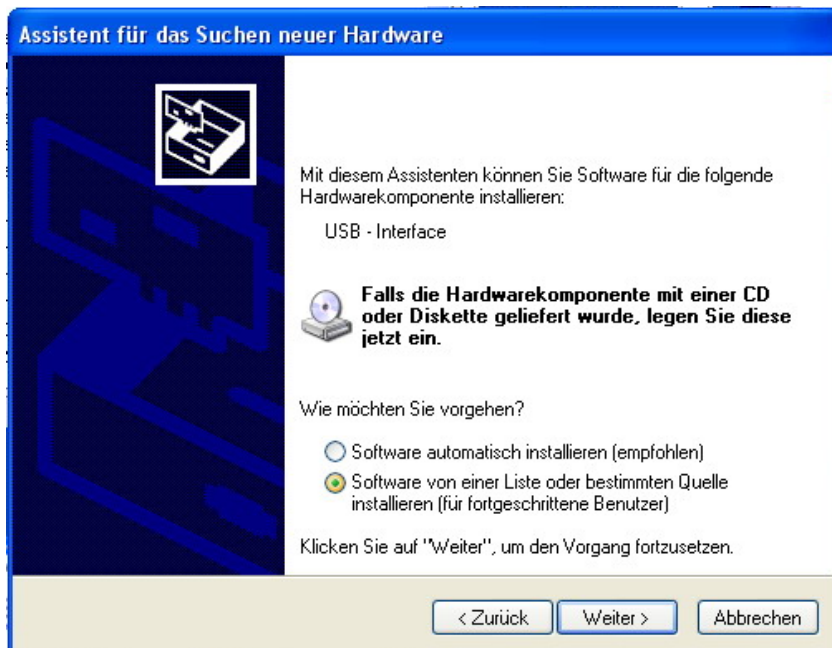 Assistent für das Suchen neuer Hardware
Mit diesem Assistenten können Sie Software für die folgende
Hardwarekomponente installieren:
USB - Interface
Falls die Hardwarekomponente mit einer CD
oder Diskette geliefert wurde, legen Sie diese
jetzt ein.
Wie möchten Sie vorgehen?
Software automatisch installieren (empfohlen)
Software von einer Liste oder bestimmten Quelle
installieren (für fortgeschrittene Benutzer)
Klicken Sie auf "Weiter", um den Vorgang fortzusetzen.
< Zurück
Weiter >
Abbrechen